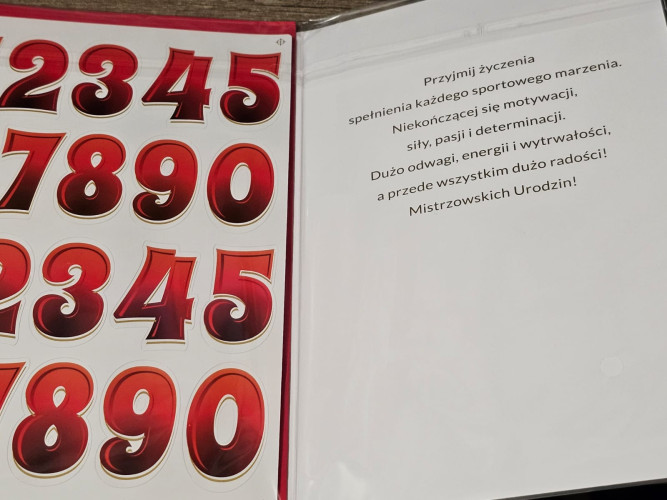 2345
7890
2345
7890
Przyjmij życzenia
spełnienia każdego sportowego marzenia.
Niekończącej się motywacji,
siły, pasji i determinacji.
Dużo odwagi, energii i wytrwałości,
a przede wszystkim dużo radości!
Mistrzowskich Urodzin!